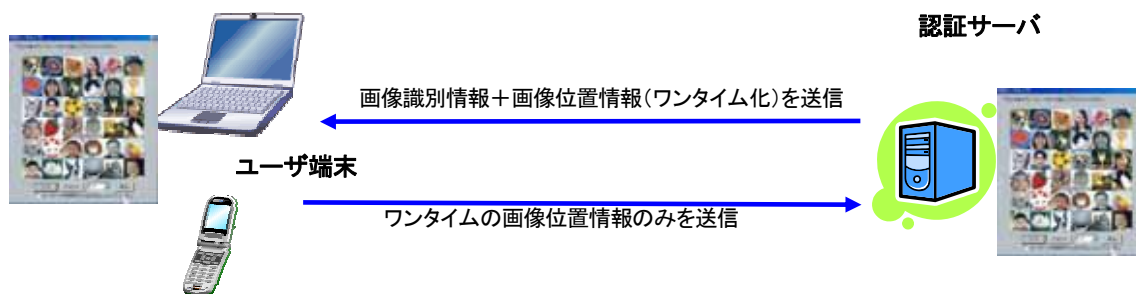 認証サーバ
画像識別情報+画像位置情報(ワンタイム化)を送信
ユーザ端末
ワンタイムの画像位置情報のみを送信